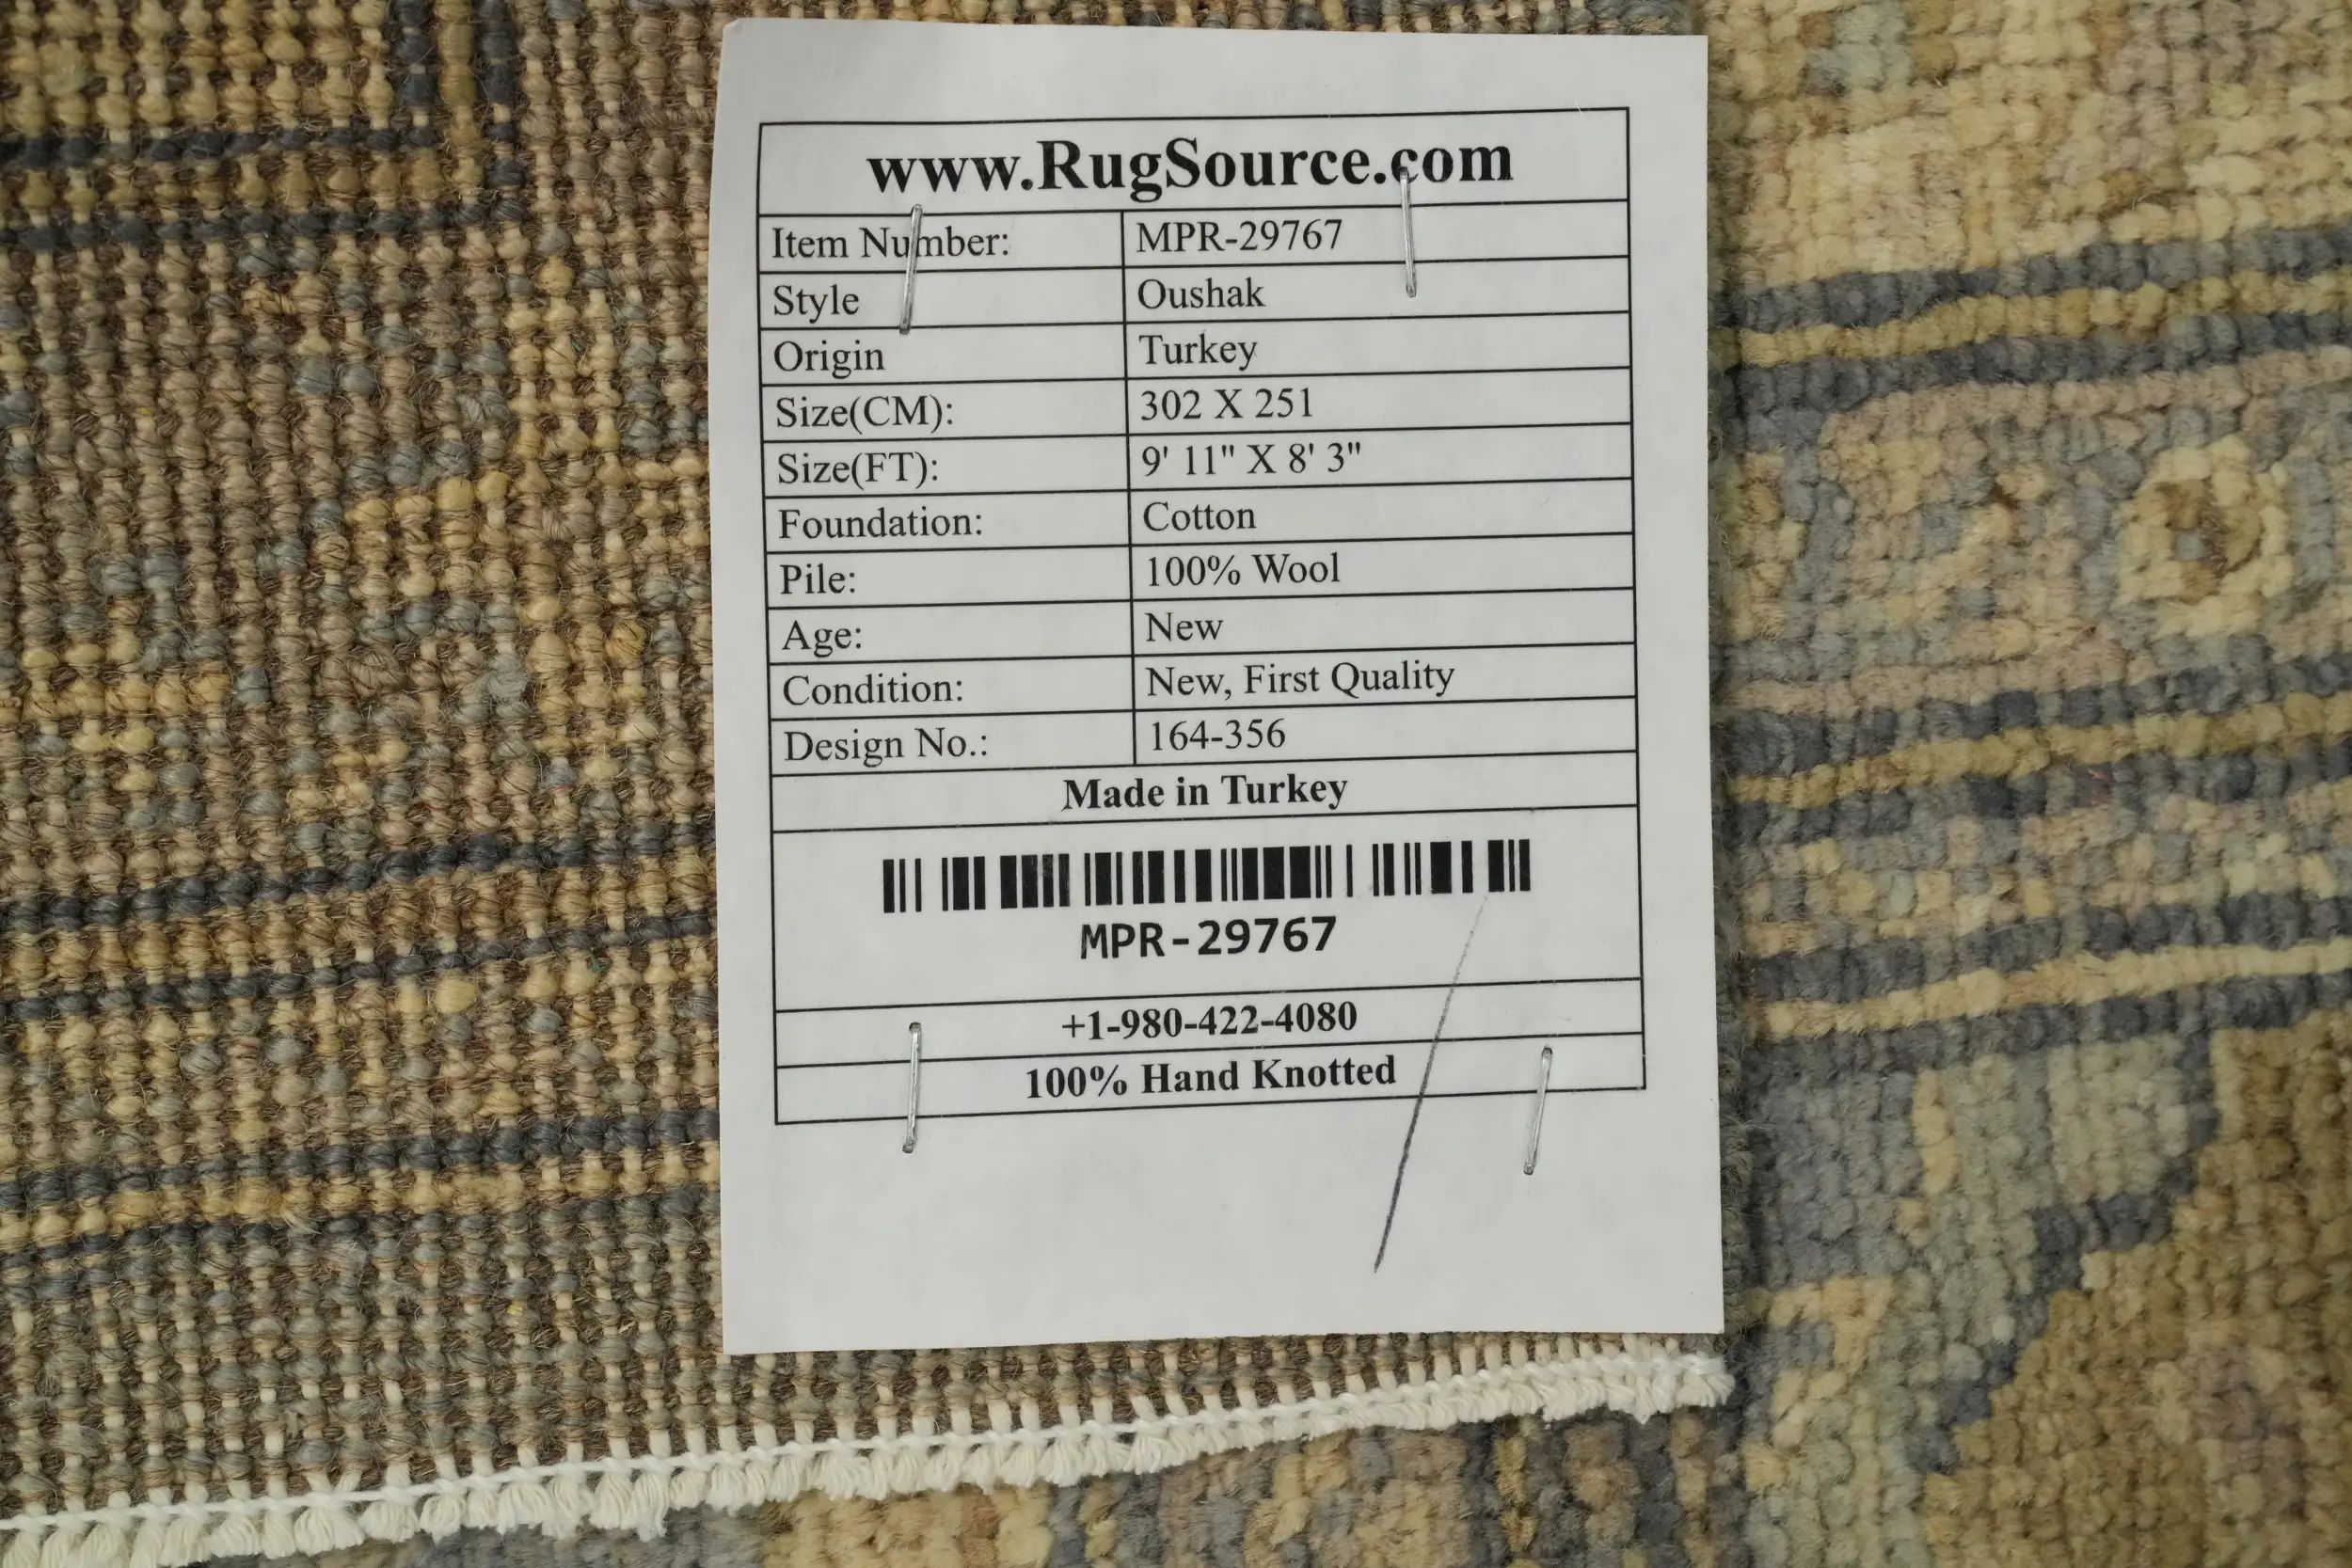 www.RugSource.com
Item Number: MPR-29767
Style Oushak
Origin Turkey
Size(CM): 302 X 251
Size(FT): 9' 11" X 8' 3"
Foundation: Cotton
Pile: 100% Wool
Age: New
Condition: New, First Quality
Design No.: 164-356
Made in Turkey
MPR-29767
+1-980-422-4080
100% Hand Knotted